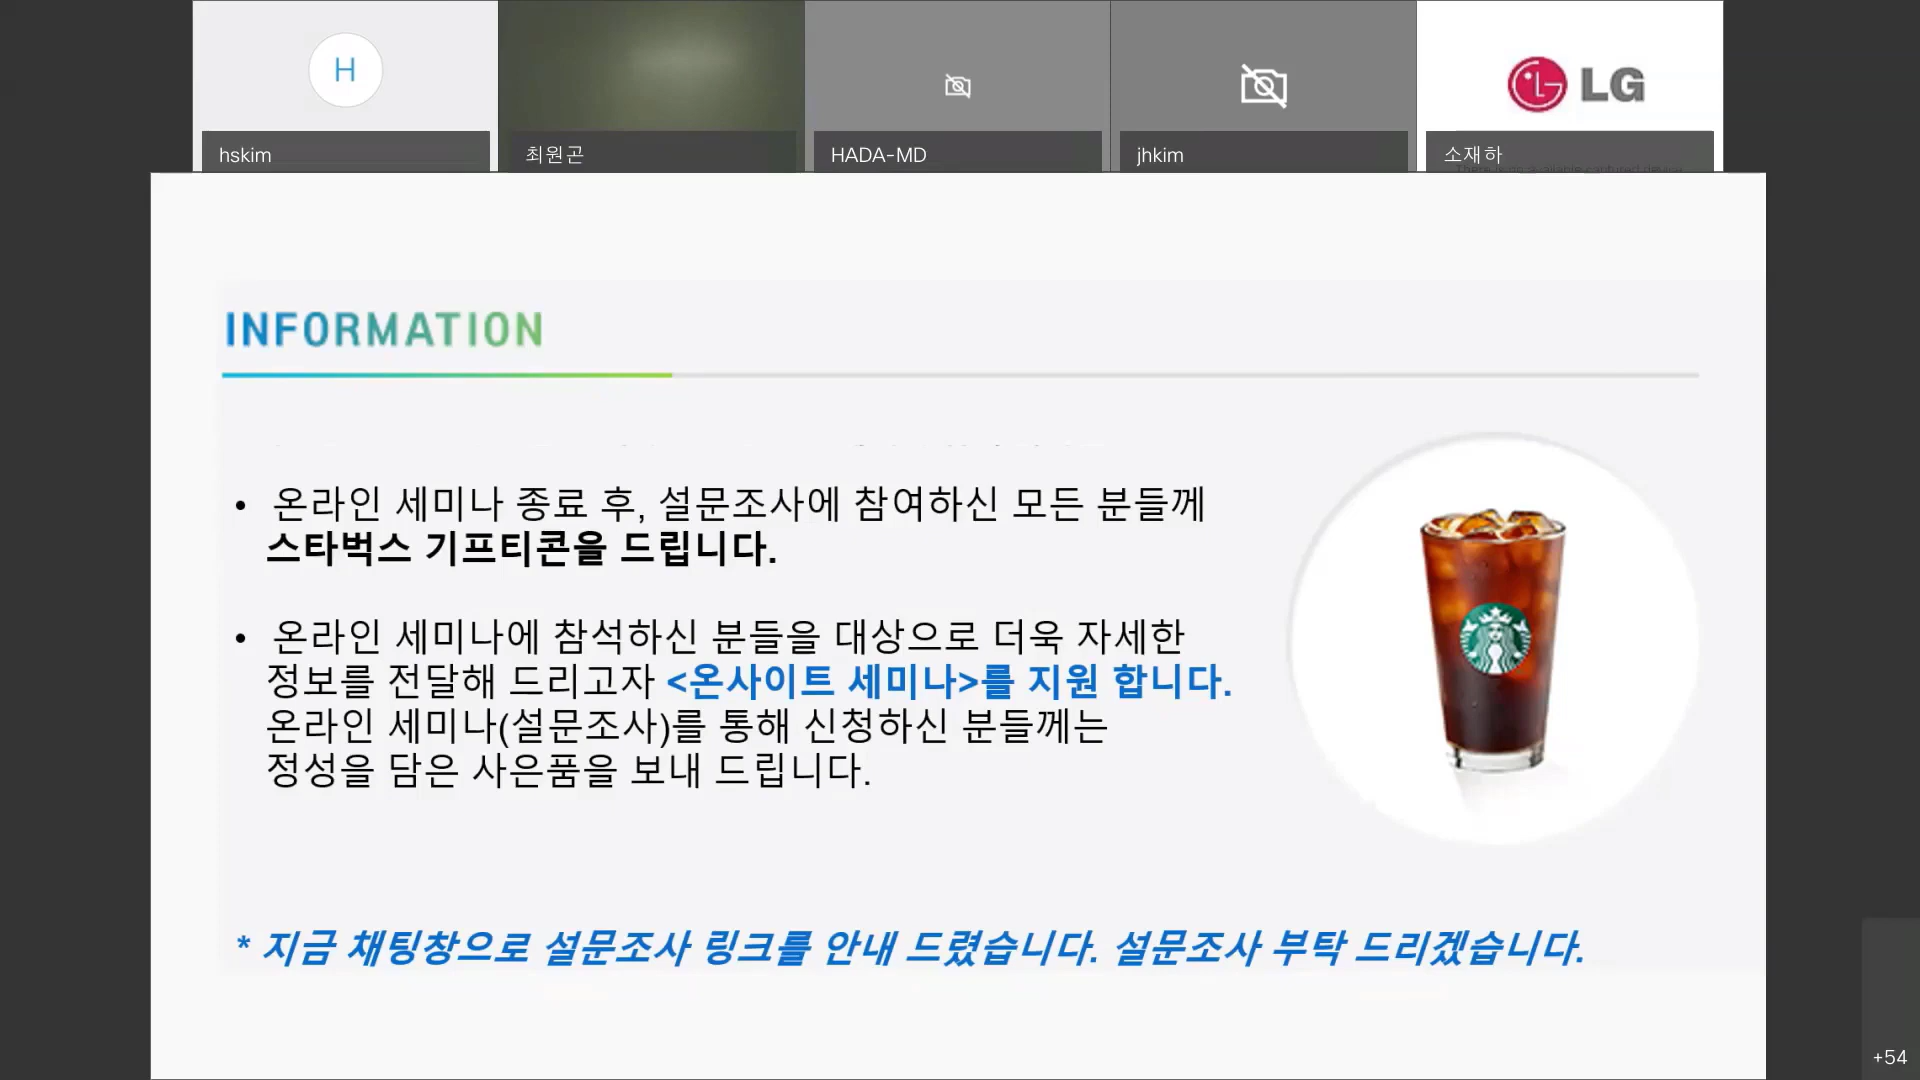 H
LG
hskim
최원곤
HADA-MD
jhkim
소재하
INFORMATION
• 온라인 세미나 종료 후, 설문조사에 참여하신 모든 분들께
스타벅스 기프티콘을 드립니다.
• 온라인 세미나에 참석하신 분들을 대상으로 더욱 자세한
정보를 전달해 드리고자 <온사이트 세미나>를 지원 합니다.
온라인 세미나(설문조사)를 통해 신청하신 분들께는
정성을 담은 사은품을 보내 드립니다.
* 지금 채팅창으로 설문조사 링크를 안내 드렸습니다. 설문조사 부탁 드리겠습니다.
+54